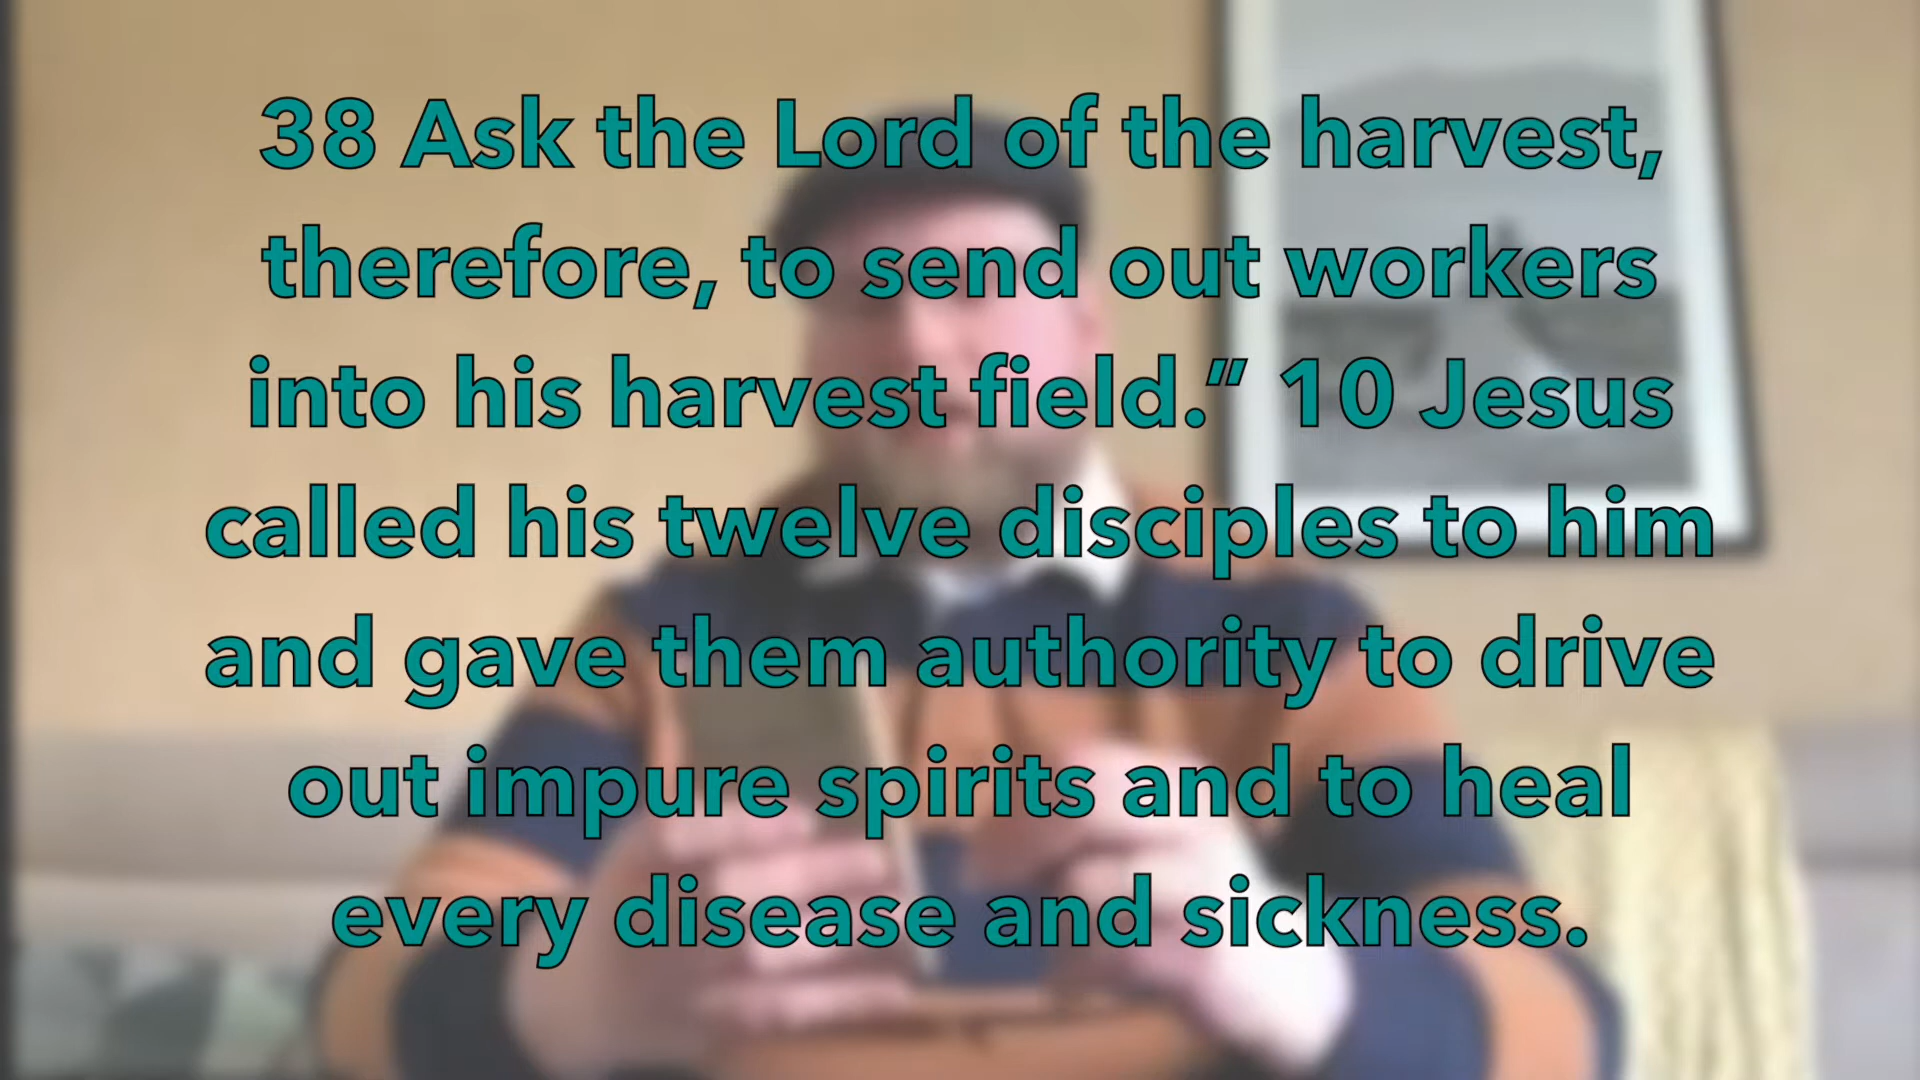 38 Ask the Lord of the harvest,
therefore, to send out workers
into his harvest field.” 10 Jesus
called his twelve disciples to him
and gave them authority to drive
out impure spirits and to heal
every disease and sickness.